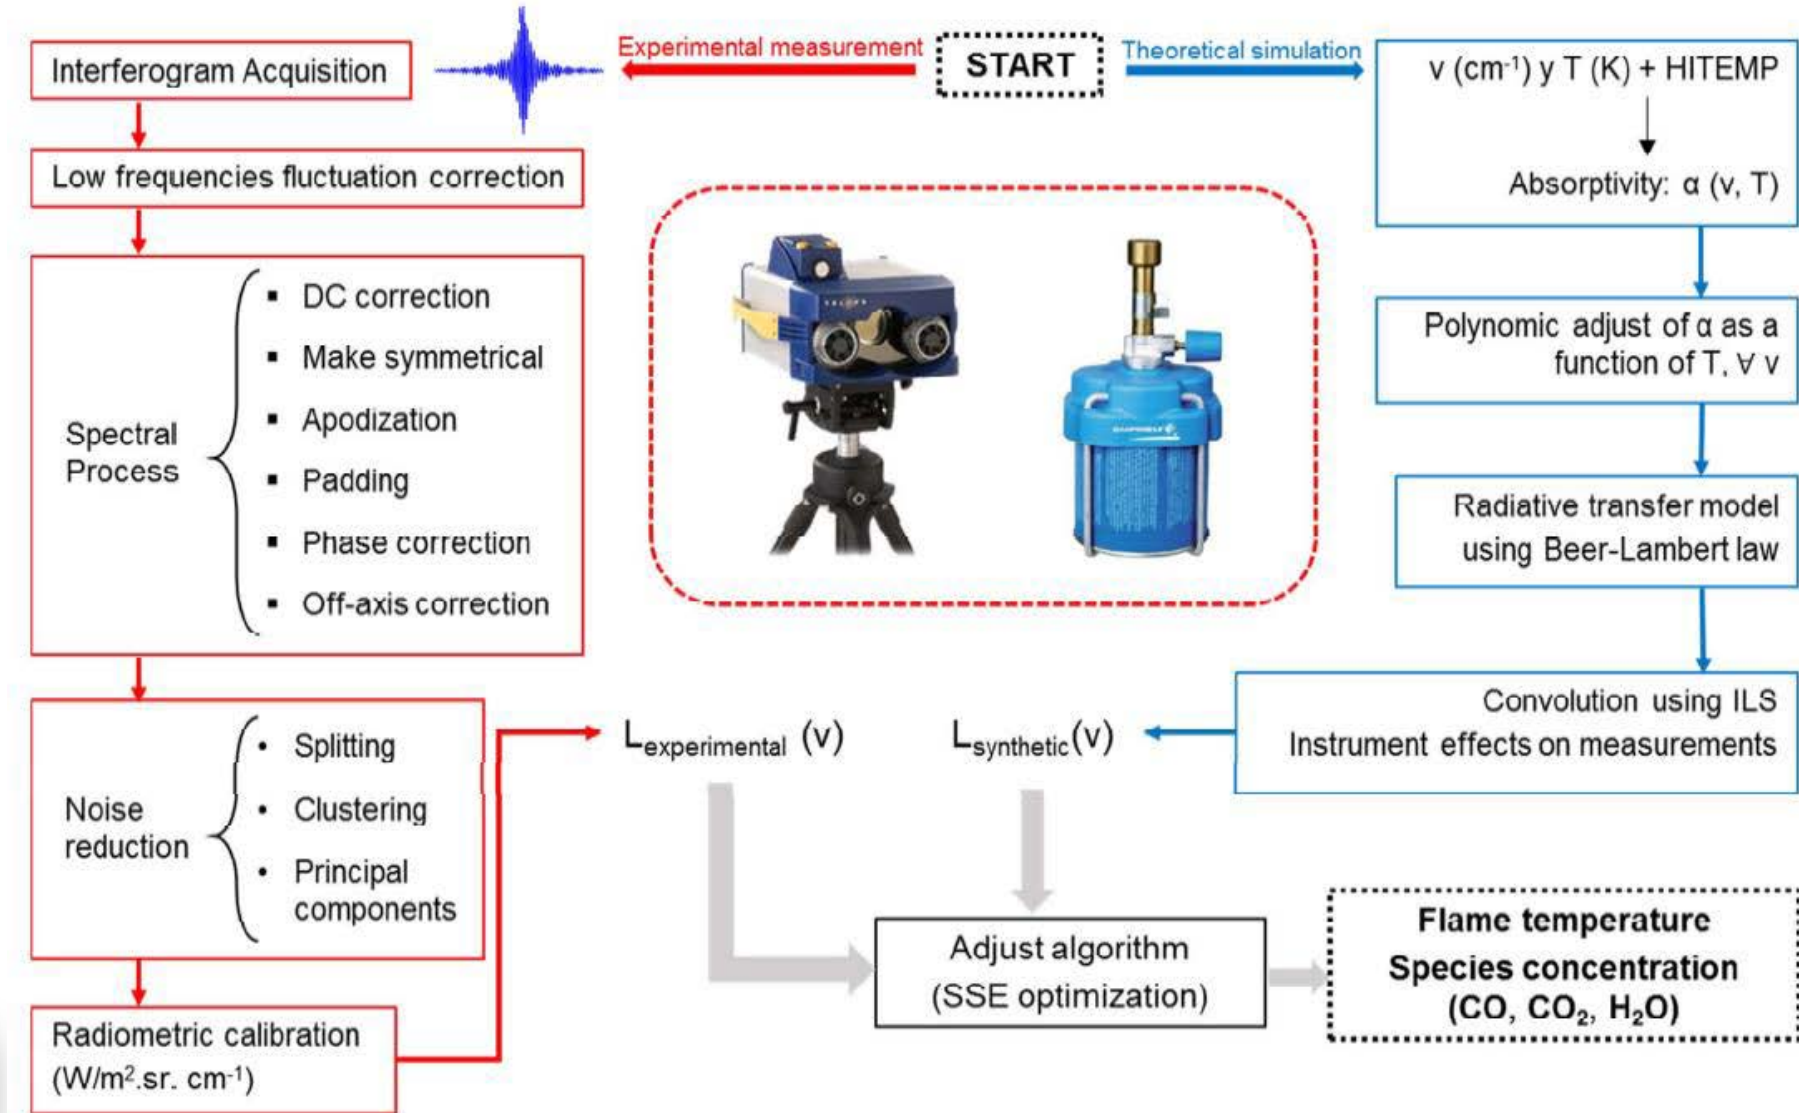 START
Experimental measurement
Theoretical simulation
Interferogram Acquisition
Low frequencies fluctuation correction
Spectral
Process
▪ DC correction
▪ Make symmetrical
▪ Apodization
▪ Padding
▪ Phase correction
▪ Off-axis correction
Noise
reduction
• Splitting
• Clustering
• Principal
components
Radiometric calibration
(W/m².sr. cm⁻¹)
L experimental (v)
v (cm⁻¹) y T (K) + HITEMP
Absorptivity: α (v, T)
Polynomic adjust of α as a
function of T, ∀ v
Radiative transfer model
using Beer-Lambert law
Convolution using ILS
Instrument effects on measurements
L synthetic(v)
TELOPS
Adjust algorithm
(SSE optimization)
Flame temperature
Species concentration
(CO, CO₂, H₂O)